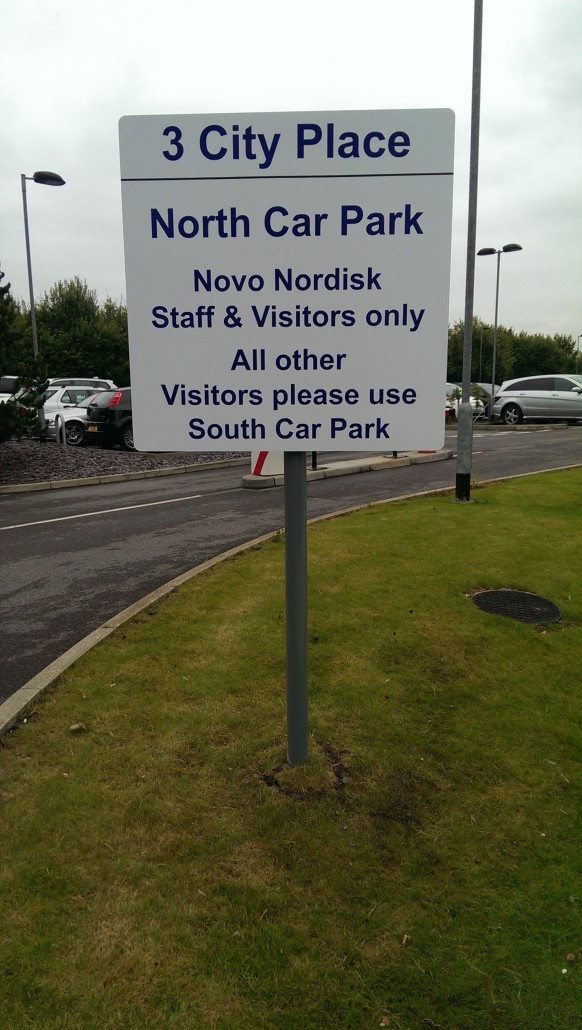 3 City Place
North Car Park
Novo Nordisk
Staff & Visitors only
All other
Visitors please use
South Car Park